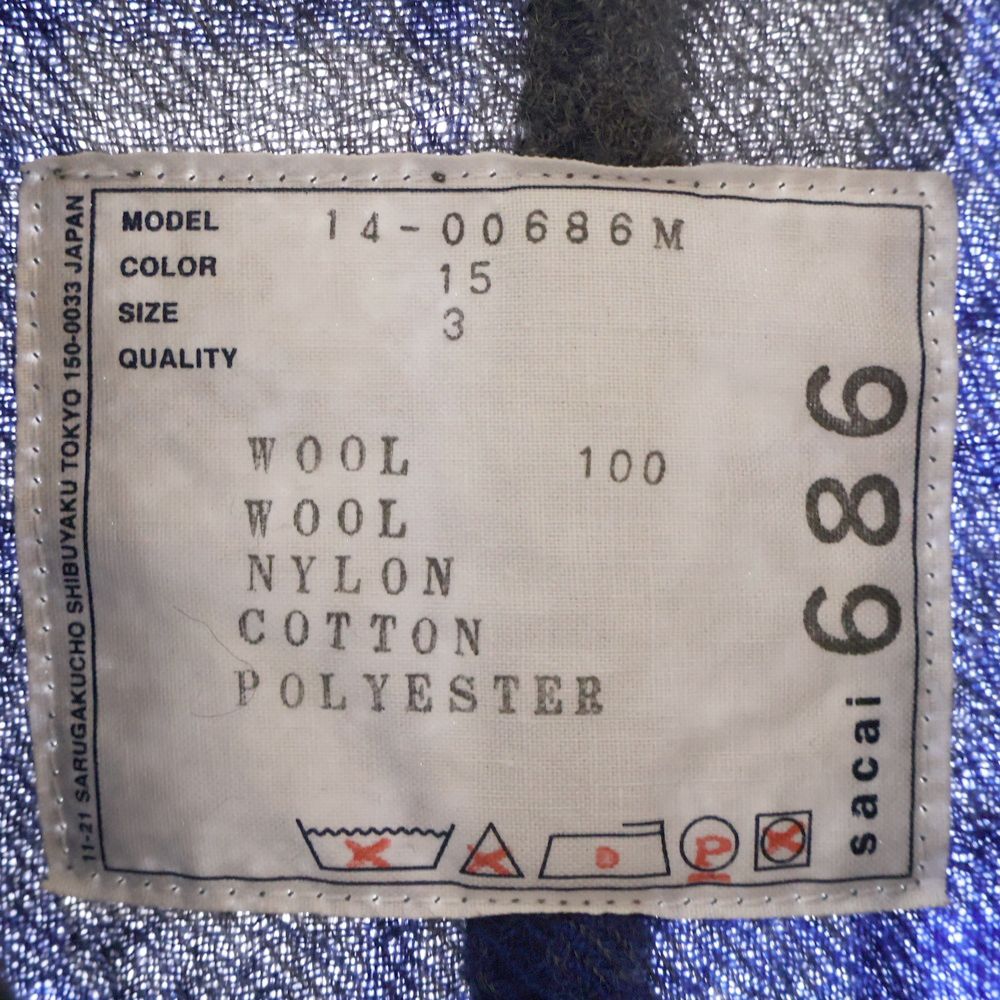 MODEL 14-00686M
COLOR 15
SIZE 3
QUALITY
WOOL 100
WOOL
NYLON
COTTON
POLYESTER
D
P
11-21 SARUGAKUCHO SHIBUYAKU TOKYO 150-0033 JAPAN
sacai 686